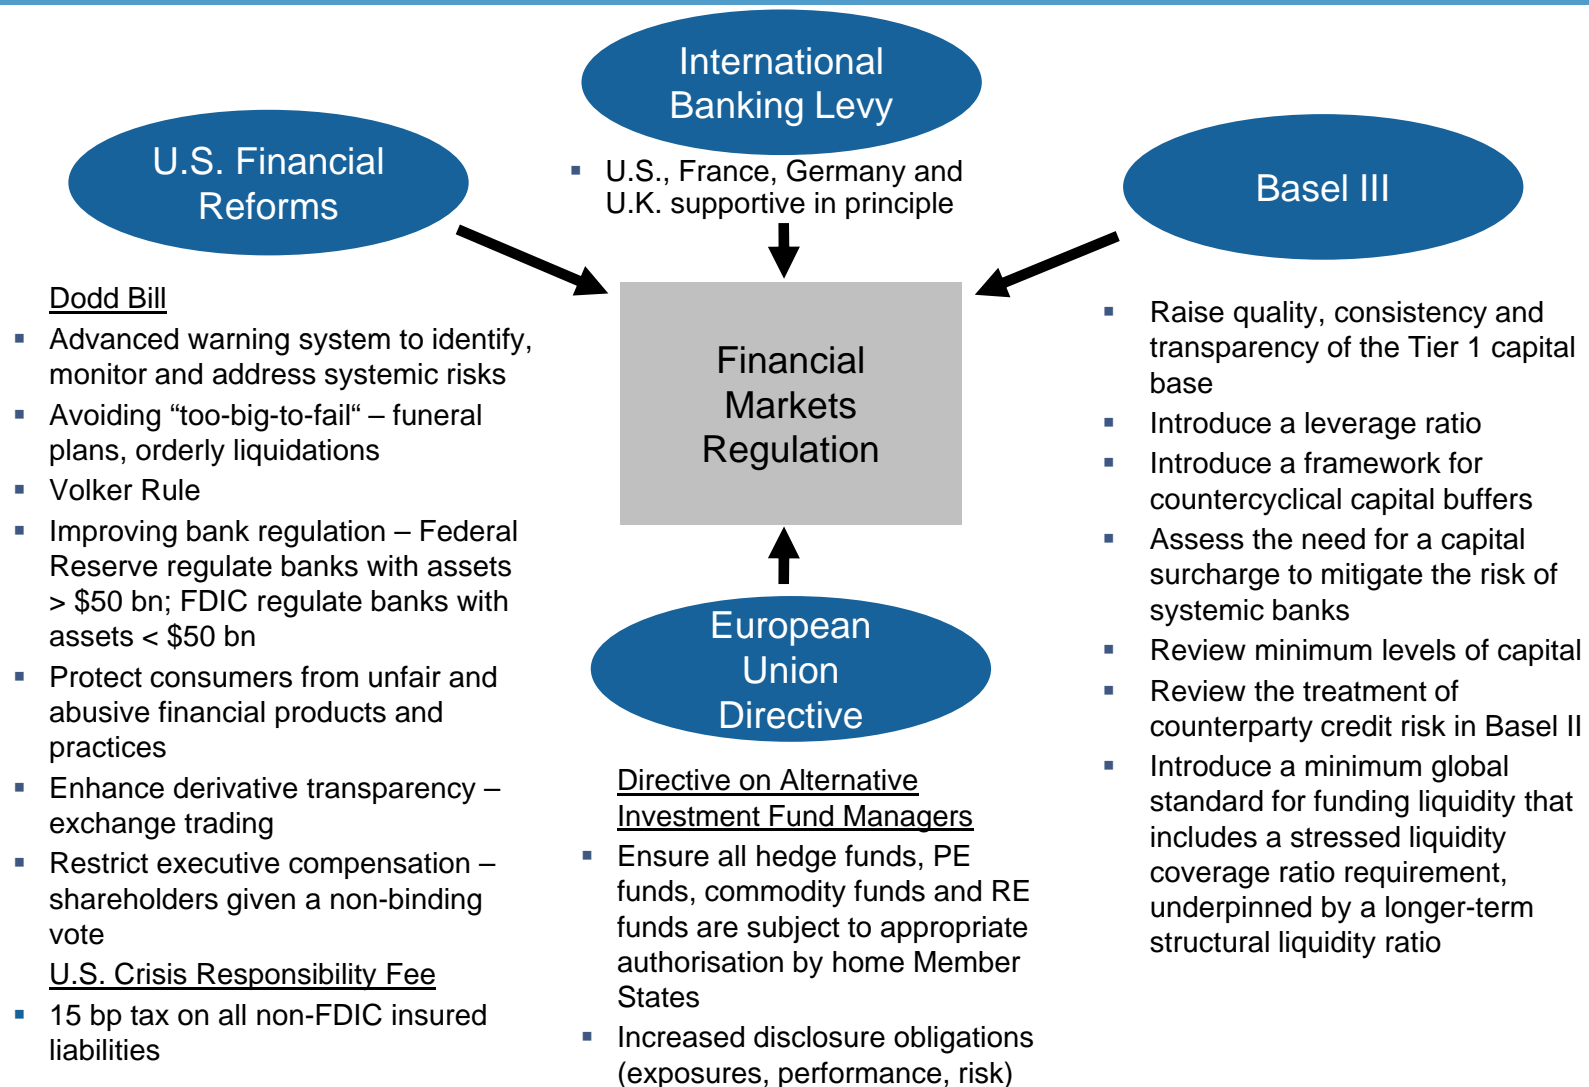 International
Banking Levy
▪ U.S., France, Germany and
U.K. supportive in principle
U.S. Financial
Reforms
Dodd Bill
▪ Advanced warning system to identify,
monitor and address systemic risks
▪ Avoiding “too-big-to-fail“ – funeral
plans, orderly liquidations
▪ Volker Rule
▪ Improving bank regulation – Federal
Reserve regulate banks with assets
> $50 bn; FDIC regulate banks with
assets < $50 bn
▪ Protect consumers from unfair and
abusive financial products and
practices
▪ Enhance derivative transparency –
exchange trading
▪ Restrict executive compensation –
shareholders given a non-binding
vote
U.S. Crisis Responsibility Fee
▪ 15 bp tax on all non-FDIC insured
liabilities
Financial
Markets
Regulation
European
Union
Directive
Directive on Alternative
Investment Fund Managers
▪ Ensure all hedge funds, PE
funds, commodity funds and RE
funds are subject to appropriate
authorisation by home Member
States
▪ Increased disclosure obligations
(exposures, performance, risk)
Basel III
▪ Raise quality, consistency and
transparency of the Tier 1 capital
base
▪ Introduce a leverage ratio
▪ Introduce a framework for
countercyclical capital buffers
▪ Assess the need for a capital
surcharge to mitigate the risk of
systemic banks
▪ Review minimum levels of capital
▪ Review the treatment of
counterparty credit risk in Basel II
▪ Introduce a minimum global
standard for funding liquidity that
includes a stressed liquidity
coverage ratio requirement,
underpinned by a longer-term
structural liquidity ratio